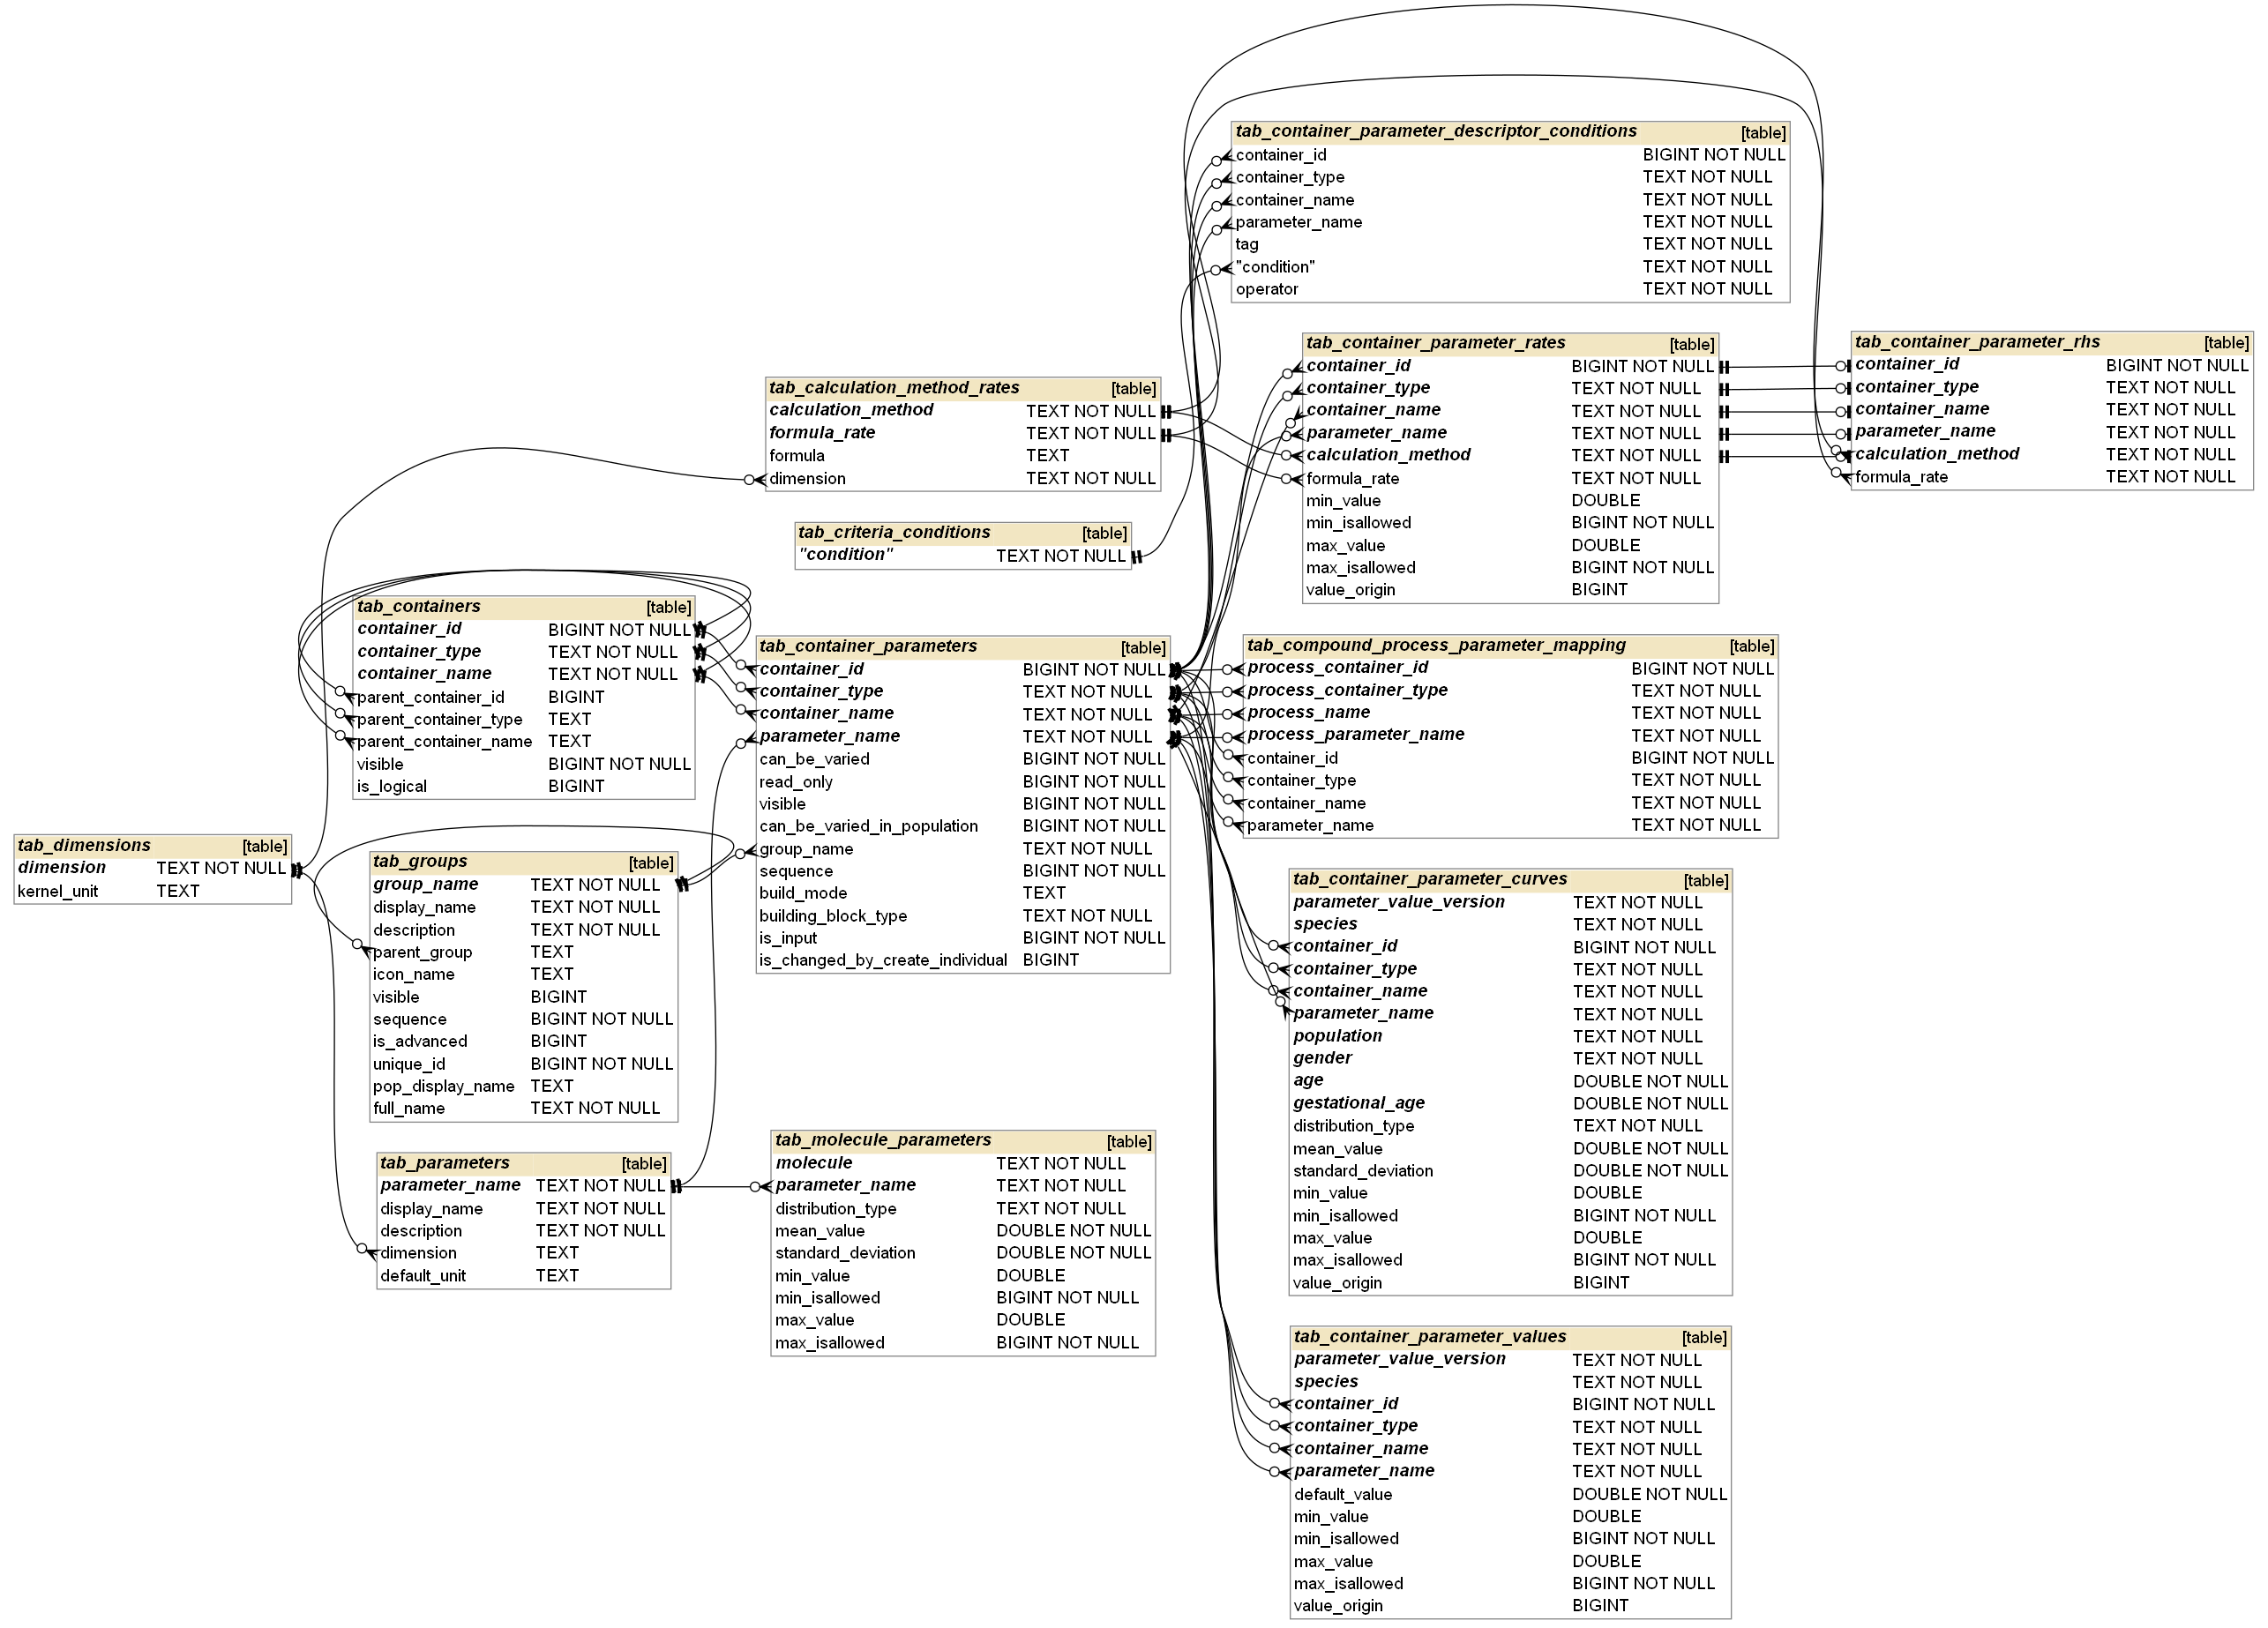 tab_container_parameter_descriptor_conditions [table]
container_id BIGINT NOT NULL
container_type TEXT NOT NULL
container_name TEXT NOT NULL
parameter_name TEXT NOT NULL
tag TEXT NOT NULL
"condition" TEXT NOT NULL
operator TEXT NOT NULL
tab_container_parameter_rates [table]
container_id BIGINT NOT NULL
container_type TEXT NOT NULL
container_name TEXT NOT NULL
parameter_name TEXT NOT NULL
calculation_method TEXT NOT NULL
formula_rate TEXT NOT NULL
min_value DOUBLE
min_isallowed BIGINT NOT NULL
max_value DOUBLE
max_isallowed BIGINT NOT NULL
value_origin BIGINT
tab_container_parameter_rhs [table]
container_id BIGINT NOT NULL
container_type TEXT NOT NULL
container_name TEXT NOT NULL
parameter_name TEXT NOT NULL
calculation_method TEXT NOT NULL
formula_rate TEXT NOT NULL
tab_calculation_method_rates [table]
calculation_method TEXT NOT NULL
formula_rate TEXT NOT NULL
formula TEXT
dimension TEXT NOT NULL
tab_criteria_conditions [table]
"condition" TEXT NOT NULL
tab_containers [table]
container_id BIGINT NOT NULL
container_type TEXT NOT NULL
container_name TEXT NOT NULL
parent_container_id BIGINT
parent_container_type TEXT
parent_container_name TEXT
visible BIGINT NOT NULL
is_logical BIGINT
tab_container_parameters [table]
container_id BIGINT NOT NULL
container_type TEXT NOT NULL
container_name TEXT NOT NULL
parameter_name TEXT NOT NULL
can_be_varied BIGINT NOT NULL
read_only BIGINT NOT NULL
visible BIGINT NOT NULL
can_be_varied_in_population BIGINT NOT NULL
group_name TEXT NOT NULL
sequence BIGINT NOT NULL
build_mode TEXT
building_block_type TEXT NOT NULL
is_input BIGINT NOT NULL
is_changed_by_create_individual BIGINT
tab_compound_process_parameter_mapping [table]
process_container_id BIGINT NOT NULL
process_container_type TEXT NOT NULL
process_name TEXT NOT NULL
process_parameter_name TEXT NOT NULL
container_id BIGINT NOT NULL
container_type TEXT NOT NULL
container_name TEXT NOT NULL
parameter_name TEXT NOT NULL
tab_dimensions [table]
dimension TEXT NOT NULL
kernel_unit TEXT
tab_groups [table]
group_name TEXT NOT NULL
display_name TEXT NOT NULL
description TEXT NOT NULL
parent_group TEXT
icon_name TEXT
visible BIGINT
sequence BIGINT NOT NULL
is_advanced BIGINT
unique_id BIGINT NOT NULL
pop_display_name TEXT
full_name TEXT NOT NULL
tab_container_parameter_curves [table]
parameter_value_version TEXT NOT NULL
species TEXT NOT NULL
container_id BIGINT NOT NULL
container_type TEXT NOT NULL
container_name TEXT NOT NULL
parameter_name TEXT NOT NULL
population TEXT NOT NULL
gender TEXT NOT NULL
age DOUBLE NOT NULL
gestational_age DOUBLE NOT NULL
distribution_type TEXT NOT NULL
mean_value DOUBLE NOT NULL
standard_deviation DOUBLE NOT NULL
min_value DOUBLE
min_isallowed BIGINT NOT NULL
max_value DOUBLE
max_isallowed BIGINT NOT NULL
value_origin BIGINT
tab_parameters [table]
parameter_name TEXT NOT NULL
display_name TEXT NOT NULL
description TEXT NOT NULL
dimension TEXT
default_unit TEXT
tab_molecule_parameters [table]
molecule TEXT NOT NULL
parameter_name TEXT NOT NULL
distribution_type TEXT NOT NULL
mean_value DOUBLE NOT NULL
standard_deviation DOUBLE NOT NULL
min_value DOUBLE
min_isallowed BIGINT NOT NULL
max_value DOUBLE
max_isallowed BIGINT NOT NULL
tab_container_parameter_values [table]
parameter_value_version TEXT NOT NULL
species TEXT NOT NULL
container_id BIGINT NOT NULL
container_type TEXT NOT NULL
container_name TEXT NOT NULL
parameter_name TEXT NOT NULL
default_value DOUBLE NOT NULL
min_value DOUBLE
min_isallowed BIGINT NOT NULL
max_value DOUBLE
max_isallowed BIGINT NOT NULL
value_origin BIGINT